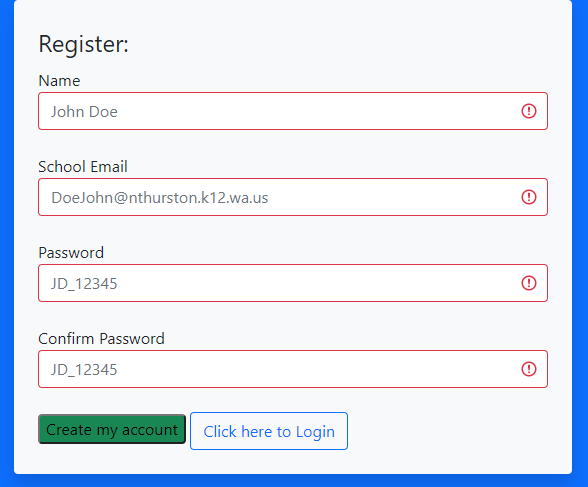 Register:
Name
John Doe
School Email
DoeJohn@nthurston.k12.wa.us
Password
JD_12345
Confirm Password
JD_12345
Create my account
Click here to Login